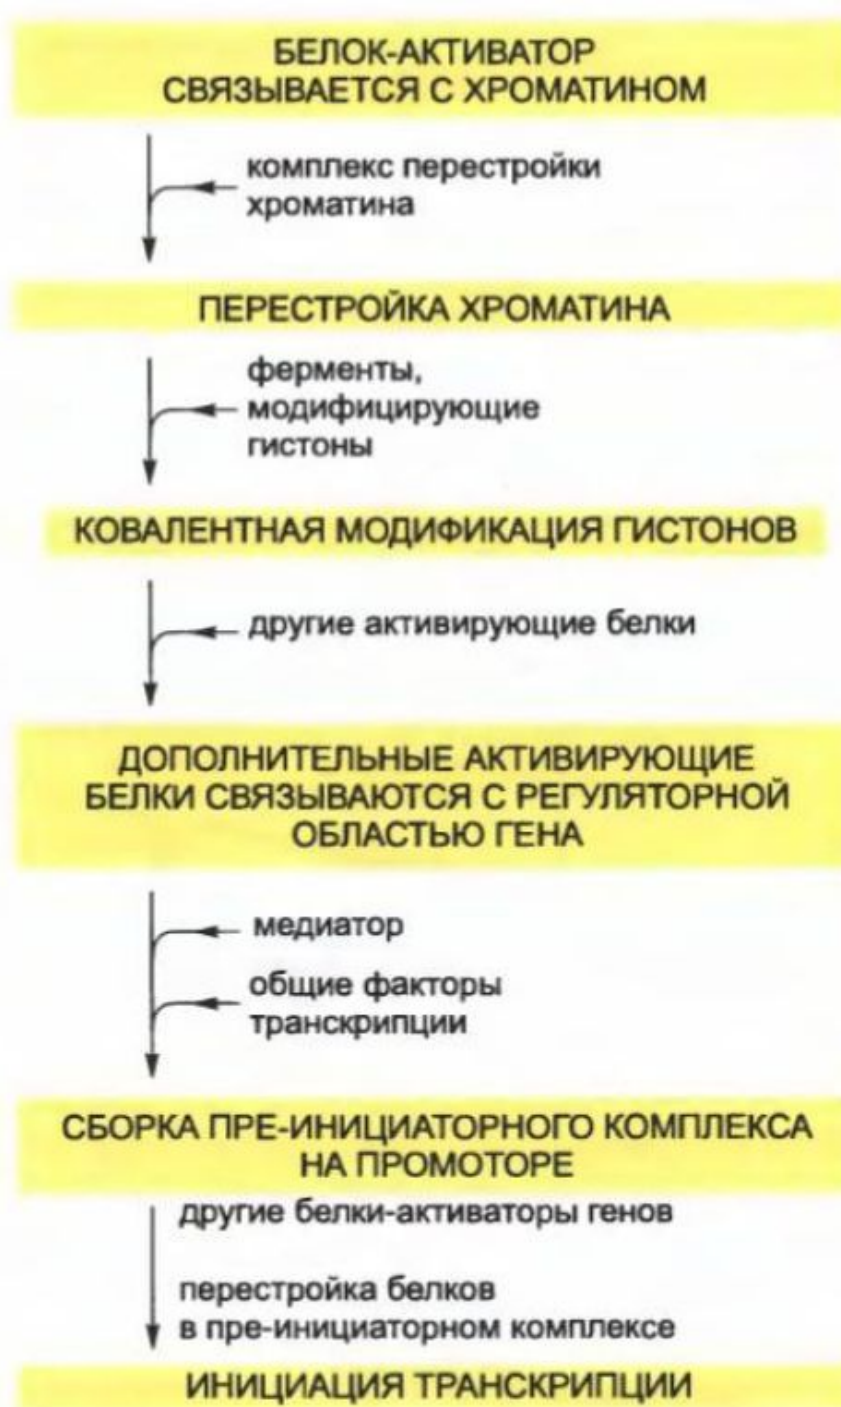 БЕЛОК-АКТИВАТОР
СВЯЗЫВАЕТСЯ С ХРОМАТИНОМ
комплекс перестройки
хроматина
ПЕРЕСТРОЙКА ХРОМАТИНА
ферменты,
модифицирующие
гистоны
КОВАЛЕНТНАЯ МОДИФИКАЦИЯ ГИСТОНОВ
другие активирующие белки
ДОПОЛНИТЕЛЬНЫЕ АКТИВИРУЮЩИЕ
БЕЛКИ СВЯЗЫВАЮТСЯ С РЕГУЛЯТОРНОЙ
ОБЛАСТЬЮ ГЕНА
медиатор
общие факторы
транскрипции
СБОРКА ПРЕ-ИНИЦИАТОРНОГО КОМПЛЕКСА
НА ПРОМОТОРЕ
другие белки-активаторы генов
перестройка белков
в пре-инициаторном комплексе
ИНИЦИАЦИЯ ТРАНСКРИПЦИИ